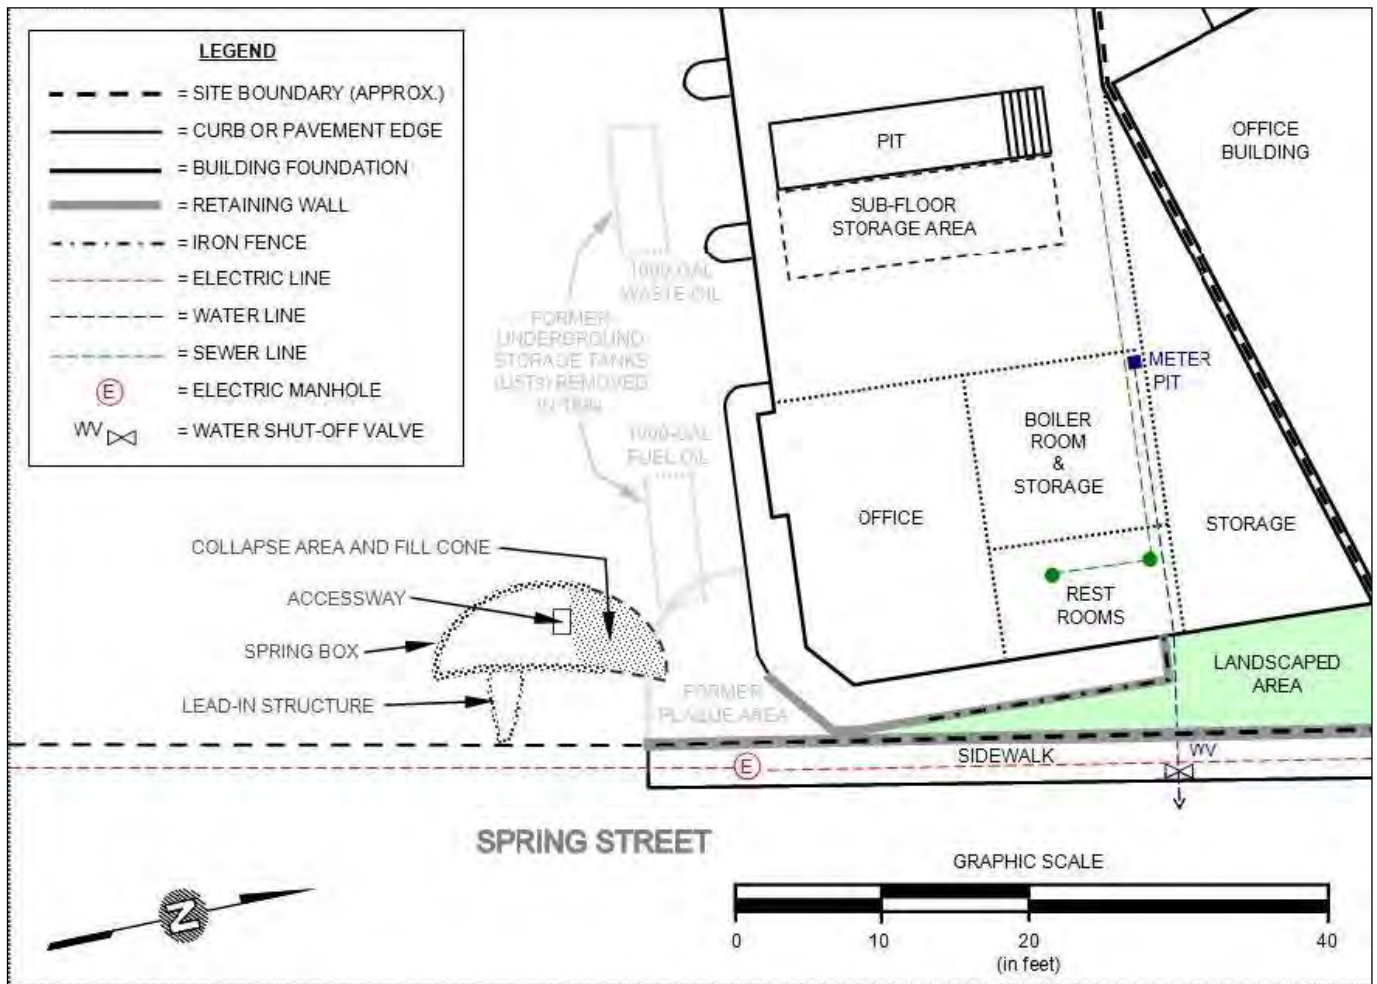 LEGEND
= SITE BOUNDARY (APPROX.)
= CURB OR PAVEMENT EDGE
= BUILDING FOUNDATION
= RETAINING WALL
= IRON FENCE
= ELECTRIC LINE
= WATER LINE
= SEWER LINE
E = ELECTRIC MANHOLE
WV = WATER SHUT-OFF VALVE
PIT
SUB-FLOOR
STORAGE AREA
OFFICE
BUILDING
1000-GAL
WASTE OIL
FORMER
UNDERGROUND
STORAGE TANKS
(USTs) REMOVED
IN
1000-GAL
FUEL OIL
METER
PIT
BOILER
ROOM
&
STORAGE
OFFICE
STORAGE
REST
ROOMS
COLLAPSE AREA AND FILL CONE
ACCESSWAY
SPRING BOX
LEAD-IN STRUCTURE
FORMER
PLAQUE AREA
LANDSCAPED
AREA
SIDEWALK
WV
E
SPRING STREET
N
GRAPHIC SCALE
0 10 20 40
(in feet)